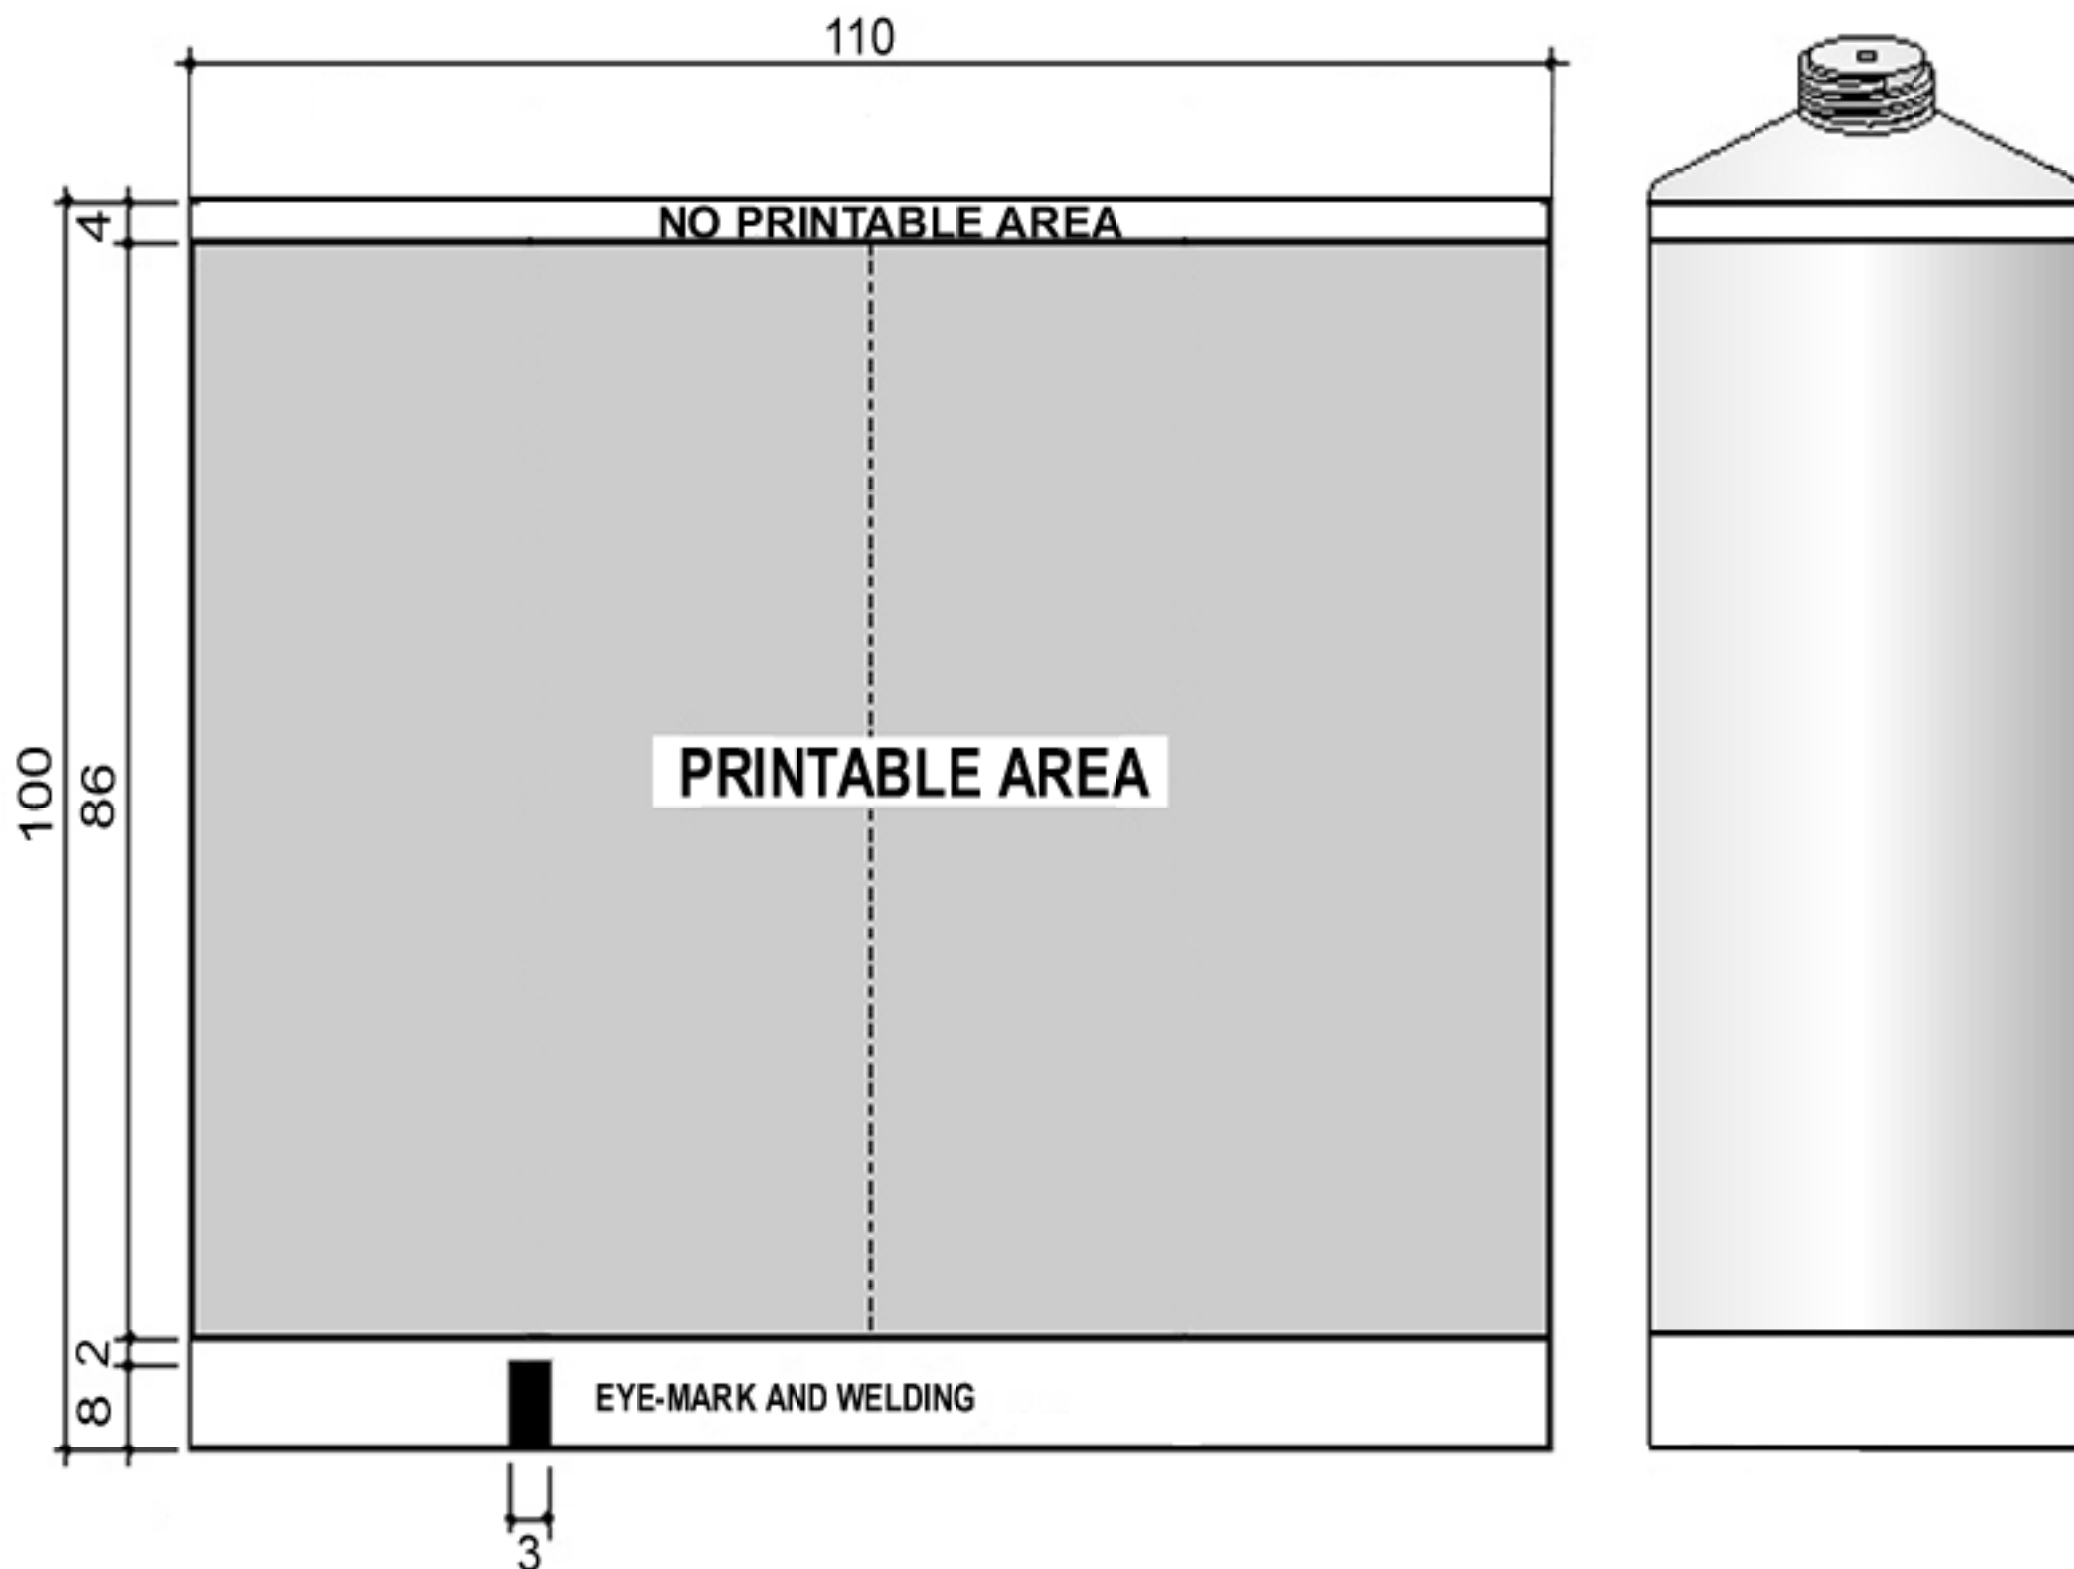 110
4
NO PRINTABLE AREA
100
86
PRINTABLE AREA
2
8
EYE-MARK AND WELDING
3